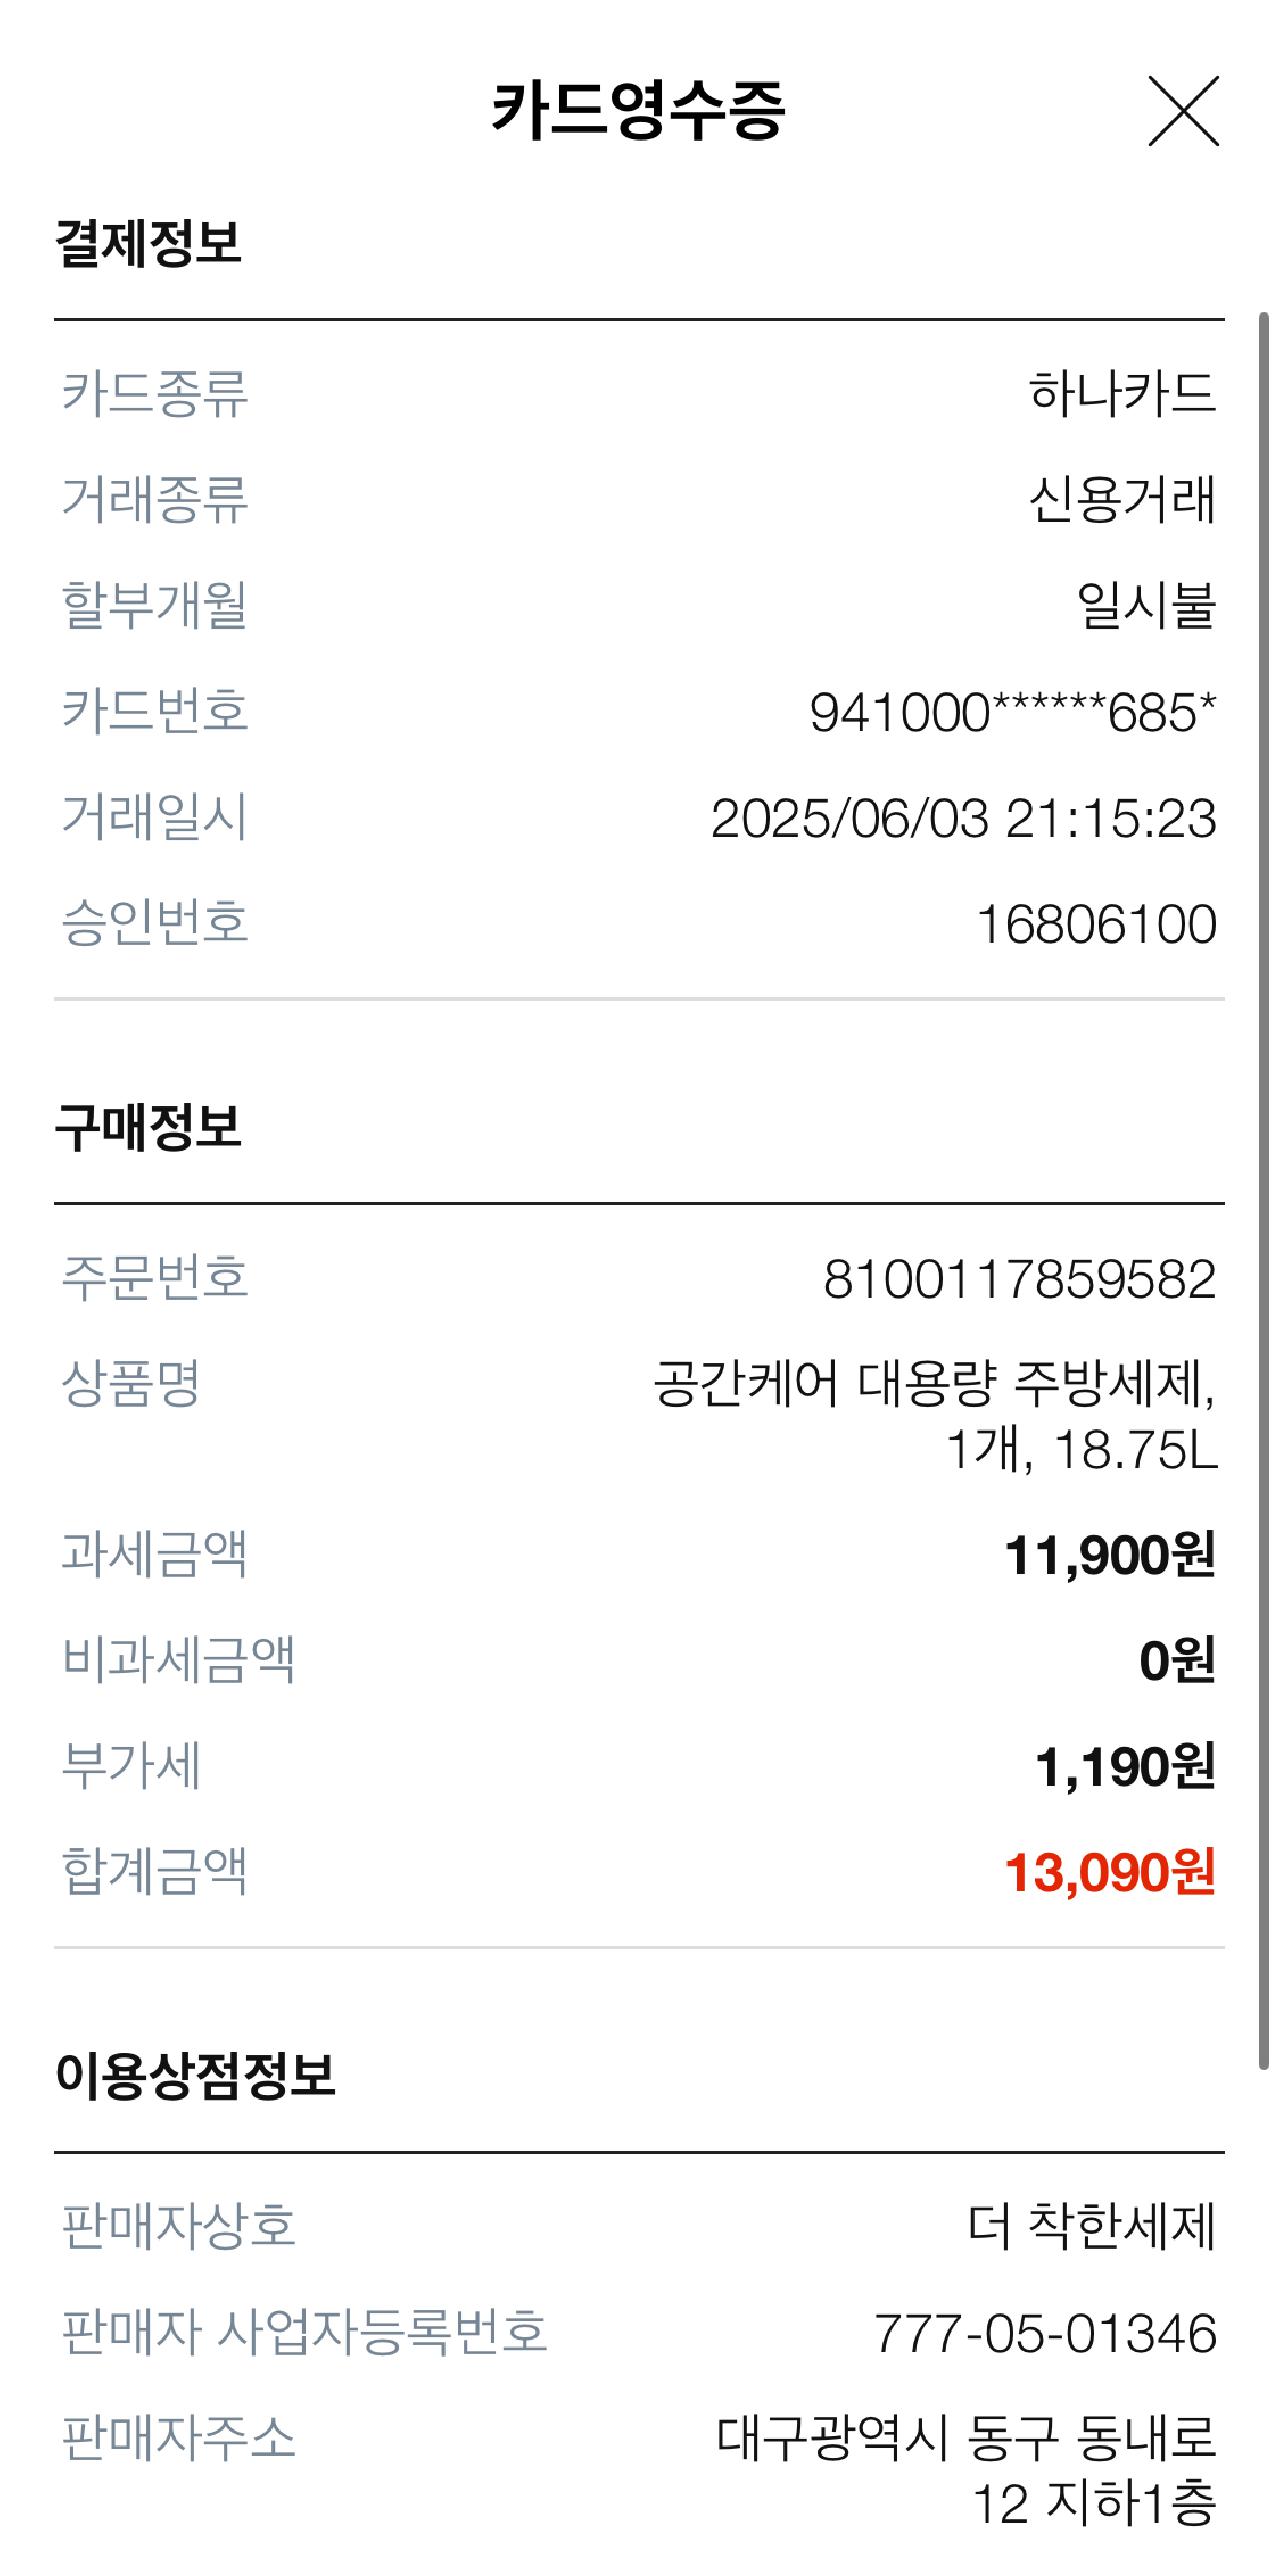 카드영수증
결제정보
카드종류 하나카드
거래종류 신용거래
할부개월 일시불
카드번호 941000******685*
거래일시 2025/06/03 21:15:23
승인번호 16806100
구매정보
주문번호 8100117859582
상품명 공간케어 대용량 주방세제,
1개, 18.75L
과세금액 11,900원
비과세금액 0원
부가세 1,190원
합계금액 13,090원
이용상점정보
판매자상호 더 착한세제
판매자 사업자등록번호 777-05-01346
판매자주소 대구광역시 동구 동내로
12 지하1층